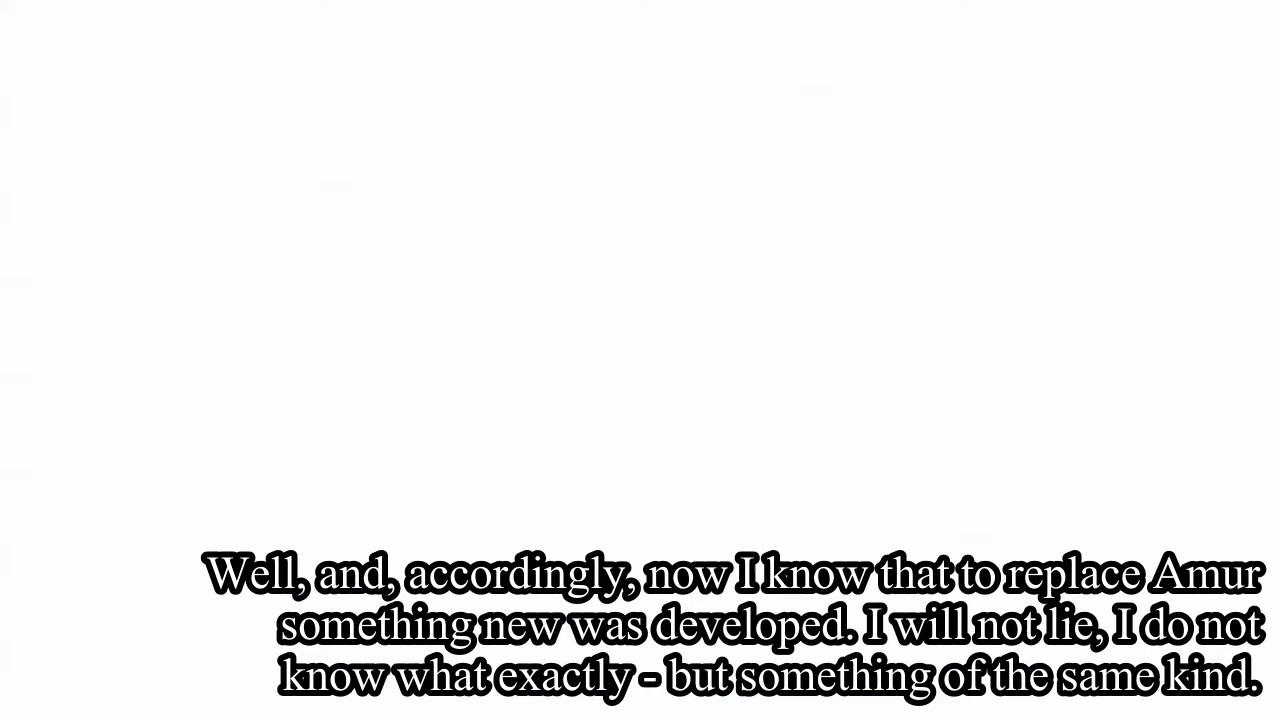 Well, and, accordingly, now I know that to replace Amur
something new was developed. I will not lie, I do not
know what exactly - but something of the same kind.